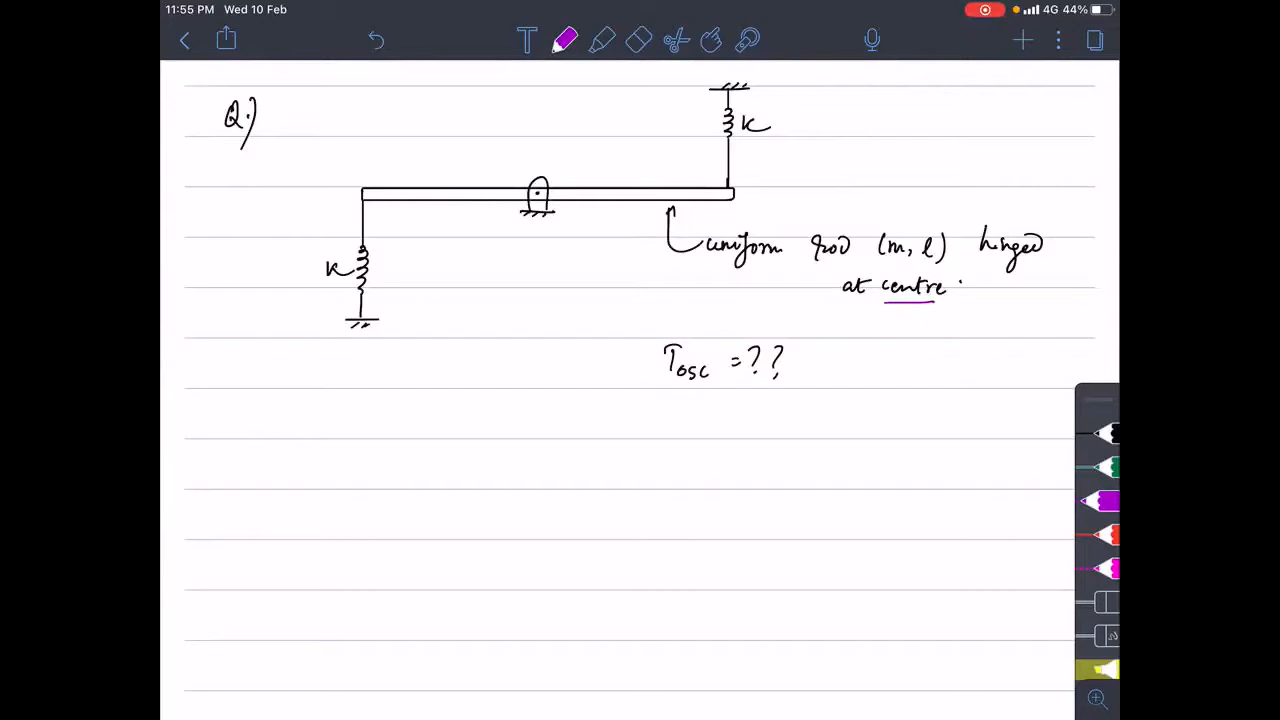 11:55 PM Wed 10 Feb
4G 44%
T
Q.)
K
K
uniform rod (m, l) hinged
at centre.
Tosc = ??